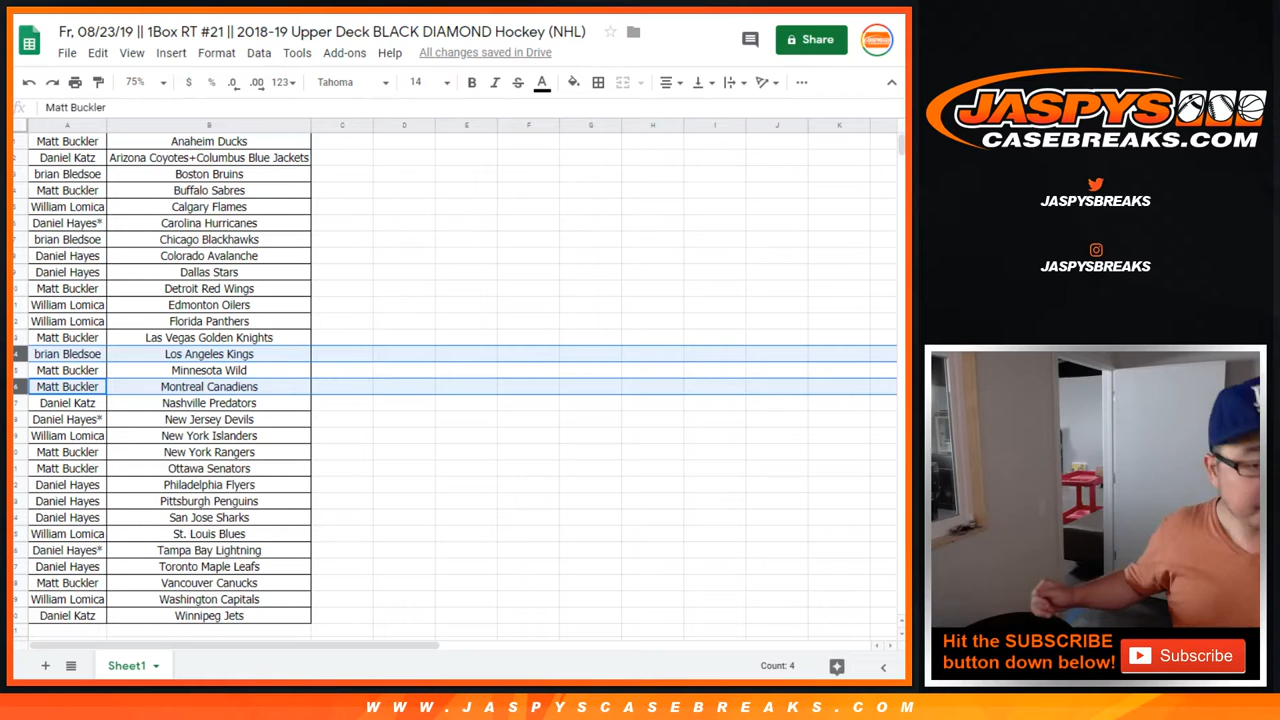 Fr, 08/23/19 || 1Box RT #21 || 2018-19 Upper Deck BLACK DIAMOND Hockey (NHL)
Share
File Edit View Insert Format Data Tools Add-ons Help All changes saved in Drive
75% $ % .0 .00 123 Tahoma 14 B I S A
fx Matt Buckler
A B C D E F G H I J K
Matt Buckler Anaheim Ducks
Daniel Katz Arizona Coyotes+Columbus Blue Jackets
brian Bledsoe Boston Bruins
Matt Buckler Buffalo Sabres
William Lomica Calgary Flames
Daniel Hayes* Carolina Hurricanes
brian Bledsoe Chicago Blackhawks
Daniel Hayes Colorado Avalanche
Daniel Hayes Dallas Stars
Matt Buckler Detroit Red Wings
William Lomica Edmonton Oilers
William Lomica Florida Panthers
Matt Buckler Las Vegas Golden Knights
brian Bledsoe Los Angeles Kings
Matt Buckler Minnesota Wild
Matt Buckler Montreal Canadiens
Daniel Katz Nashville Predators
Daniel Hayes* New Jersey Devils
William Lomica New York Islanders
Matt Buckler New York Rangers
Matt Buckler Ottawa Senators
Daniel Hayes Philadelphia Flyers
Daniel Hayes Pittsburgh Penguins
Daniel Hayes San Jose Sharks
William Lomica St. Louis Blues
Daniel Hayes* Tampa Bay Lightning
Daniel Hayes Toronto Maple Leafs
Matt Buckler Vancouver Canucks
William Lomica Washington Capitals
Daniel Katz Winnipeg Jets
Sheet1
Count: 4
JASPYS
CASEBREAKS.COM
JASPYSBREAKS
JASPYSBREAKS
Hit the SUBSCRIBE
button down below!
Subscribe
WWW.JASPYSCASEBREAKS.COM